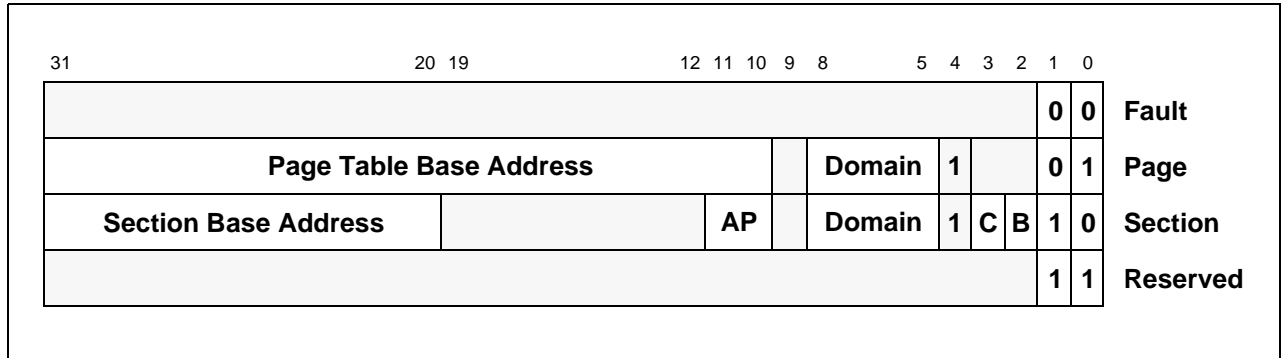 31 20 19 12 11 10 9 8 5 4 3 2 1 0
0 0 Fault
Page Table Base Address Domain 1 0 1 Page
Section Base Address AP Domain 1 C B 1 0 Section
1 1 Reserved